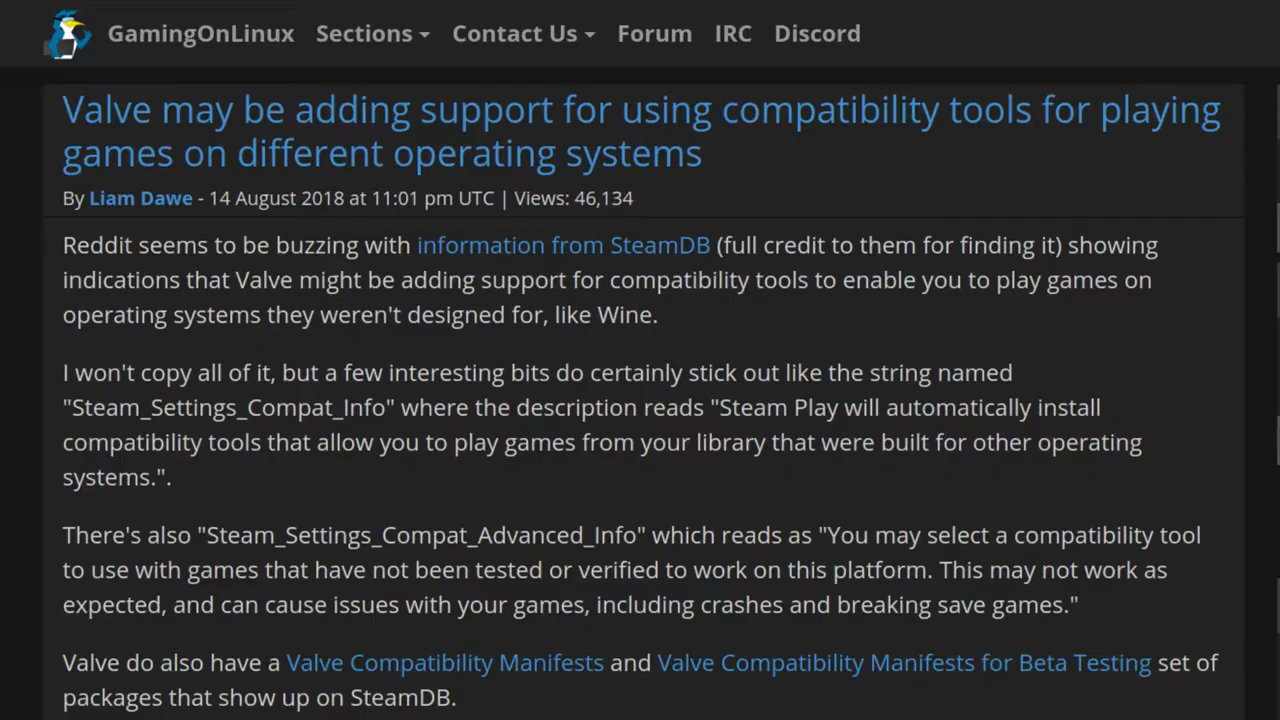 GamingOnLinux Sections Contact Us Forum IRC Discord
Valve may be adding support for using compatibility tools for playing
games on different operating systems
By Liam Dawe - 14 August 2018 at 11:01 pm UTC | Views: 46,134
Reddit seems to be buzzing with information from SteamDB (full credit to them for finding it) showing
indications that Valve might be adding support for compatibility tools to enable you to play games on
operating systems they weren't designed for, like Wine.
I won't copy all of it, but a few interesting bits do certainly stick out like the string named
"Steam_Settings_Compat_Info" where the description reads "Steam Play will automatically install
compatibility tools that allow you to play games from your library that were built for other operating
systems.".
There's also "Steam_Settings_Compat_Advanced_Info" which reads as "You may select a compatibility tool
to use with games that have not been tested or verified to work on this platform. This may not work as
expected, and can cause issues with your games, including crashes and breaking save games."
Valve do also have a Valve Compatibility Manifests and Valve Compatibility Manifests for Beta Testing set of
packages that show up on SteamDB.